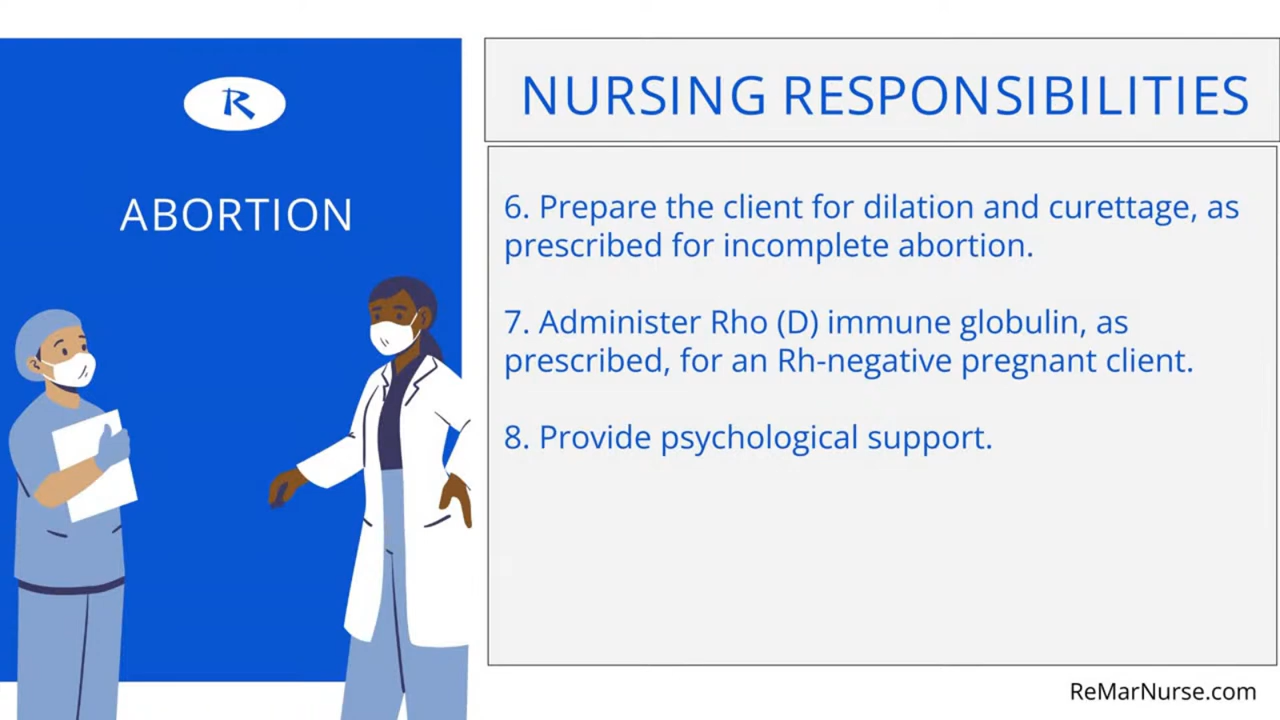 R
ABORTION
NURSING RESPONSIBILITIES
6. Prepare the client for dilation and curettage, as
prescribed for incomplete abortion.
7. Administer Rho (D) immune globulin, as
prescribed, for an Rh-negative pregnant client.
8. Provide psychological support.
ReMarNurse.com